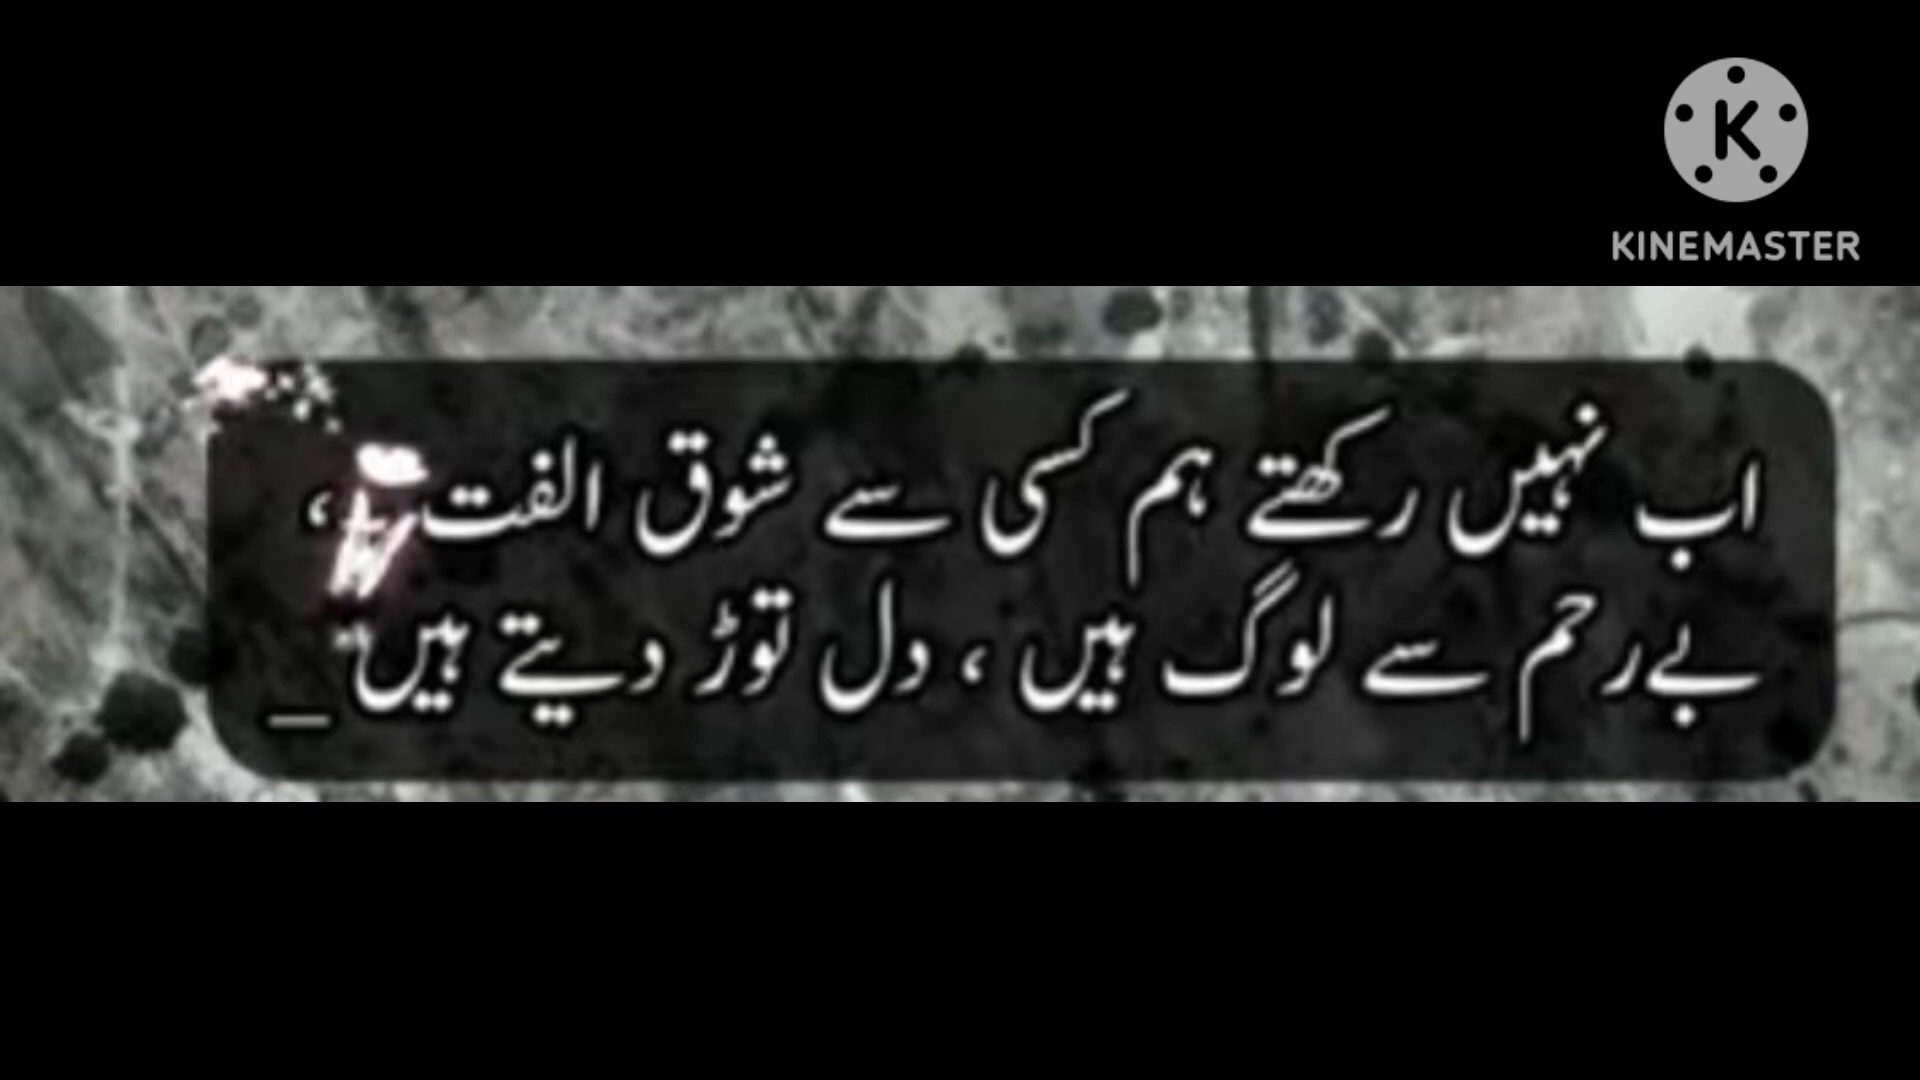 KINEMASTER
اب نہیں رکھتے ہم کسی سے شوق الفت ،
بے رحم سے لوگ ہیں ، دل توڑ دیتے ہیں _